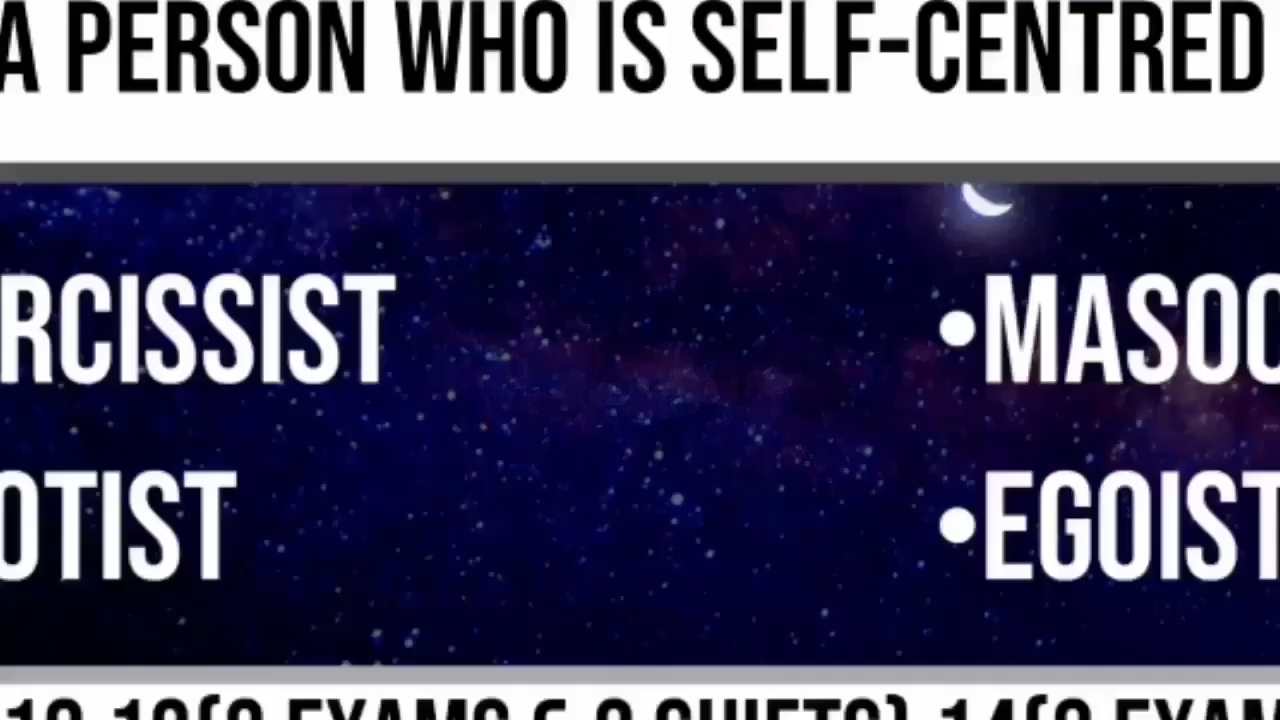 A PERSON WHO IS SELF-CENTRED
RCISSIST •MASOC
OTIST •EGOIST